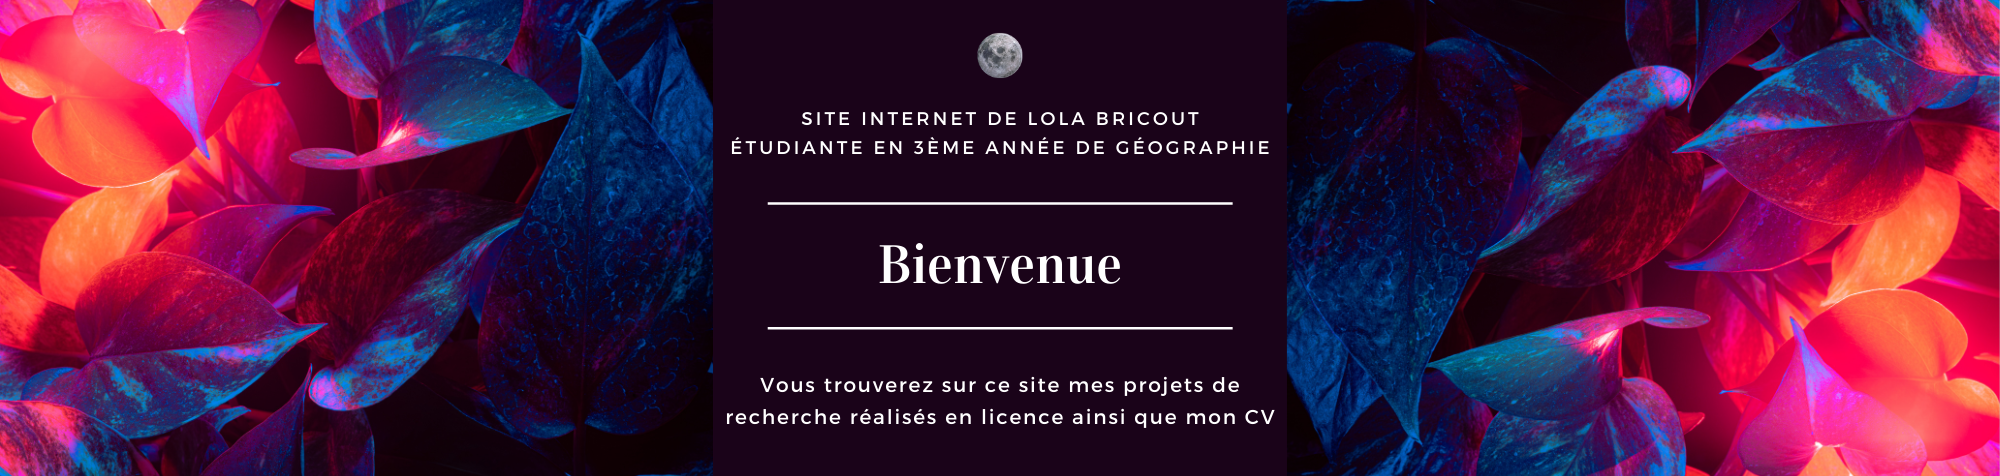 SITE INTERNET DE LOLA BRICOUT
ÉTUDIANTE EN 3ÈME ANNÉE DE GÉOGRAPHIE
Bienvenue
Vous trouverez sur ce site mes projets de
recherche réalisés en licence ainsi que mon CV